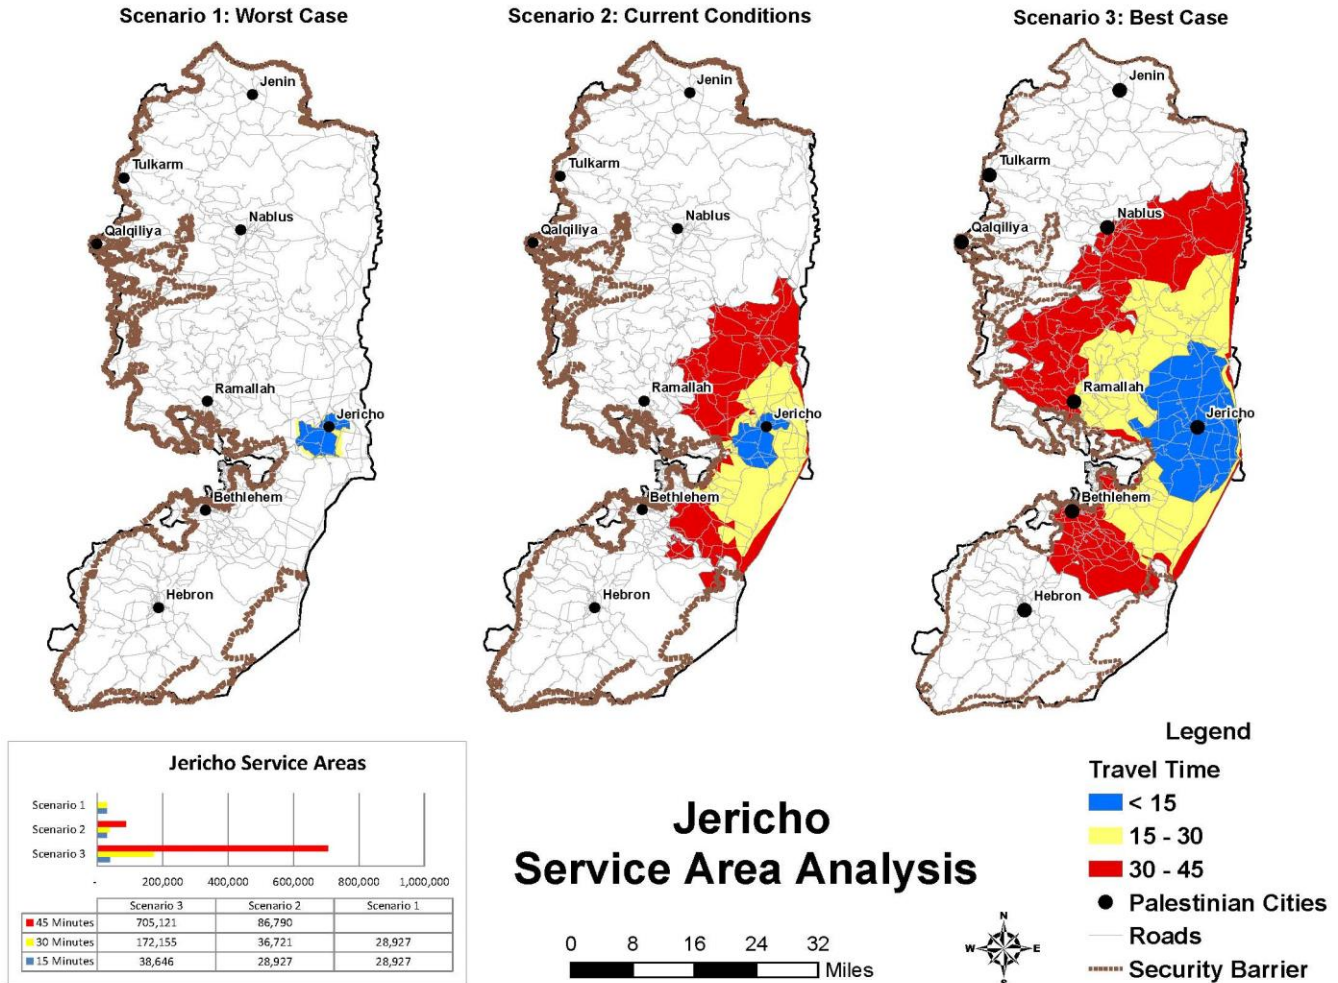 Scenario 1: Worst Case
Jenin
Tulkarm
Nablus
Qalqiliya
Ramallah
Jericho
Bethlehem
Hebron
Scenario 2: Current Conditions
Jenin
Tulkarm
Nablus
Qalqiliya
Ramallah
Jericho
Bethlehem
Hebron
Scenario 3: Best Case
Jenin
Tulkarm
Nablus
Qalqiliya
Ramallah
Jericho
Bethlehem
Hebron
Jericho Service Areas
Scenario 1
Scenario 2
Scenario 3
- 200,000 400,000 600,000 800,000 1,000,000
Scenario 3 Scenario 2 Scenario 1
45 Minutes 705,121 86,790
30 Minutes 172,155 36,721 28,927
15 Minutes 38,646 28,927 28,927
Jericho
Service Area Analysis
0 8 16 24 32
Miles
N
W E
S
Legend
Travel Time
< 15
15 - 30
30 - 45
Palestinian Cities
Roads
Security Barrier